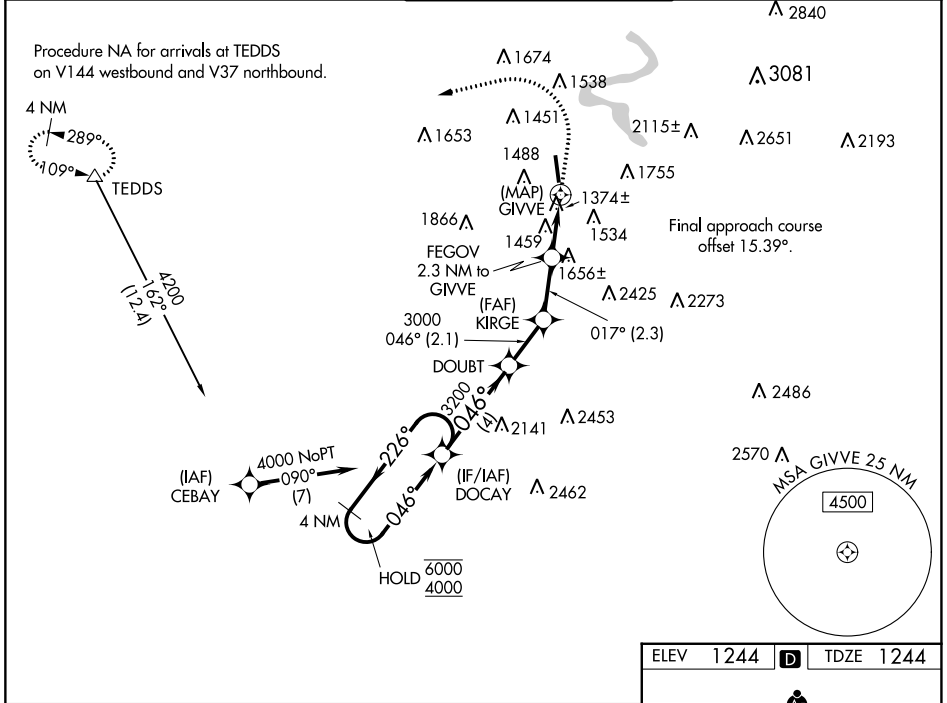 2840
Procedure NA for arrivals at TEDDS
on V144 westbound and V37 northbound.
1674
1538
3081
4 NM
289°
109°
TEDDS
1451
1653
2115±
2651
2193
1488
1755
(MAP)
GIVVE
1374±
1866
1459
1534
Final approach course
offset 15.39°.
FEGOV
2.3 NM to
GIVVE
1656±
4200
162°
(12.4)
(FAF)
KIRGE
2425
2273
3000
046° (2.1)
017° (2.3)
DOUBT
3200
046°
(4)
2486
2141
2453
226°
2570
(IAF)
CEBAY
4000 NoPT
090°
(7)
(IF/IAF)
DOCAY
046°
4 NM
2462
MSA GIVVE 25 NM
4500
HOLD 6000
4000
ELEV 1244 D TDZE 1244